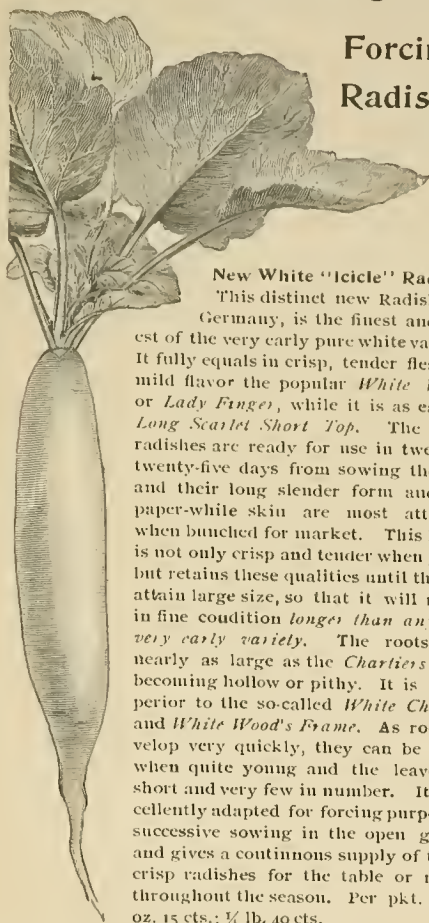 Forcin
Radis
New White "Icicle" Ra
This distinct new Radis
Germany, is the finest an
est of the very early pure white va
It fully equals in crisp, tender fle
mild flavor the popular White
or Lady Finger, while it is as e
Long Scarlet Short Top. The
radishes are ready for use in twe
twenty-five days from sowing th
and their long slender form an
paper-white skin are most att
when bunched for market. This
is not only crisp and tender when
but retains these qualities until th
attain large size, so that it will
in fine condition longer than an
very early variety. The roots
nearly as large as the Chartiers
becoming hollow or pithy. It is
perior to the so-called White Ch
and White Wood's Frame. As ro
velop very quickly, they can be
when quite young and the leav
short and very few in number. It
cellently adapted for forcing purp
successive sowing in the open g
and gives a continuous supply of
crisp radishes for the table or
throughout the season. Per pkt.
oz. 15 cts.; ¼ lb. 40 cts.